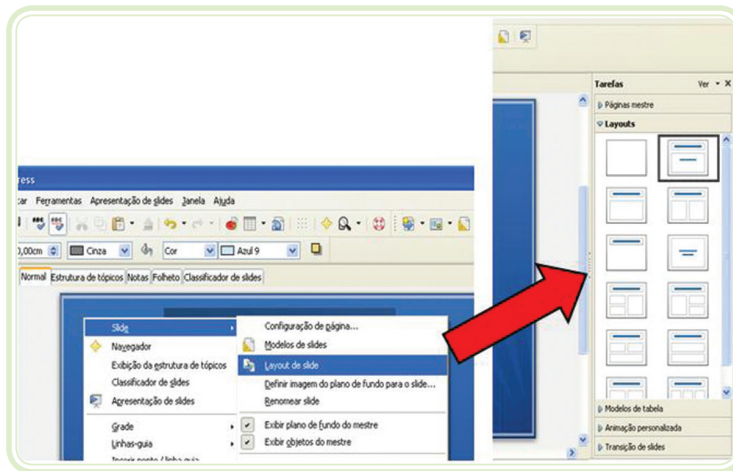 ress
Ferramentas Apresentação de slides Janela Ajuda
0,00cm Cinza Cor Azul 9
Normal Estrutura de tópicos Notas Folheto Classificador de slides
Slide
Navegador
Exibição da estrutura de tópicos
Classificador de slides
Apresentação de slides
Grade
Linhas-guia
Configuração de página...
Modelos de slides
Layout de slide
Definir imagem do plano de fundo para o slide...
Renomear slide
Exibir plano de fundo do mestre
Exibir objetos do mestre
Tarefas Ver
Páginas mestre
Layouts
Modelos de tabela
Animação personalizada
Transição de slides